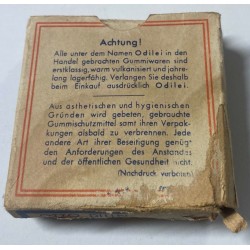 Achtung!
Alle unter dem Namen Odilei in den
Handel gebrachten Gummiwaren sind
erstklassig, warm vulkanisiert und jahre-
lang lagerfähig. Verlangen Sie deshalb
beim Einkauf ausdrücklich Odilei.
Aus ästhetischen und hygienischen
Gründen wird gebeten, gebrauchte
Gummischutzmittel samt ihren Verpak-
kungen alsbald zu verbrennen. Jede
andere Art ihrer Beseitigung genügt
den Anforderungen des Anstandes
und der öffentlichen Gesundheit nicht.
(Nachdruck verboten)